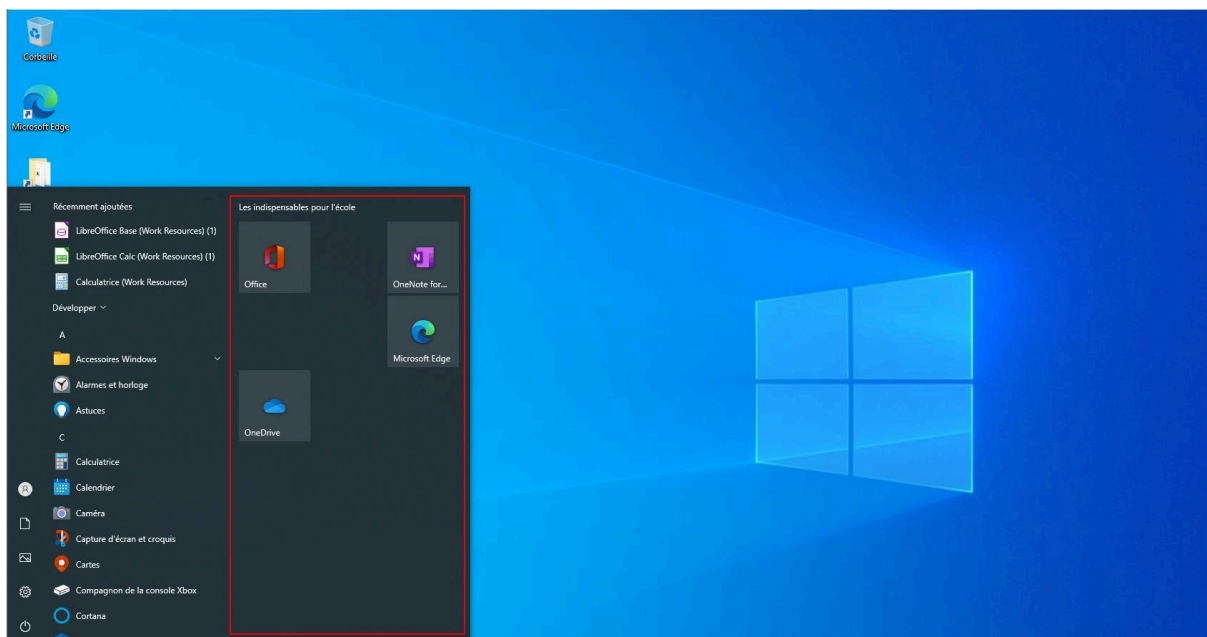 Corbeille
Microsoft Edge
Récemment ajoutées
LibreOffice Base (Work Resources) (1)
LibreOffice Calc (Work Resources) (1)
Calculatrice (Work Resources)
Développer
A
Accessoires Windows
Alarmes et horloge
Astuces
C
Calculatrice
Calendrier
Caméra
Capture d'écran et croquis
Cartes
Compagnon de la console Xbox
Cortana
Les indispensables pour l'école
Office
OneNote for...
Microsoft Edge
OneDrive